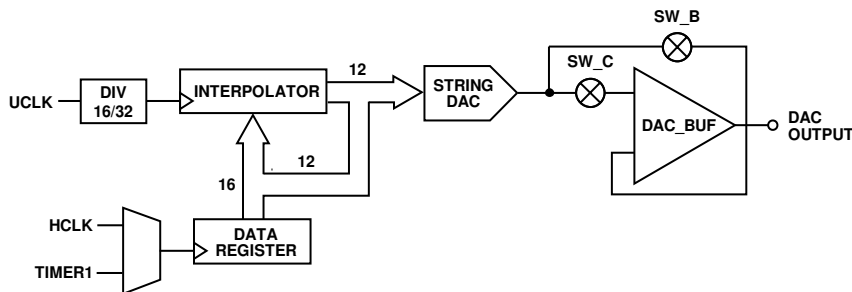 SW_B
12
SW_C
DIV
16/32
INTERPOLATOR
STRING
DAC
UCLK
DAC_BUF
DAC
OUTPUT
12
16
HCLK
DATA
REGISTER
TIMER1